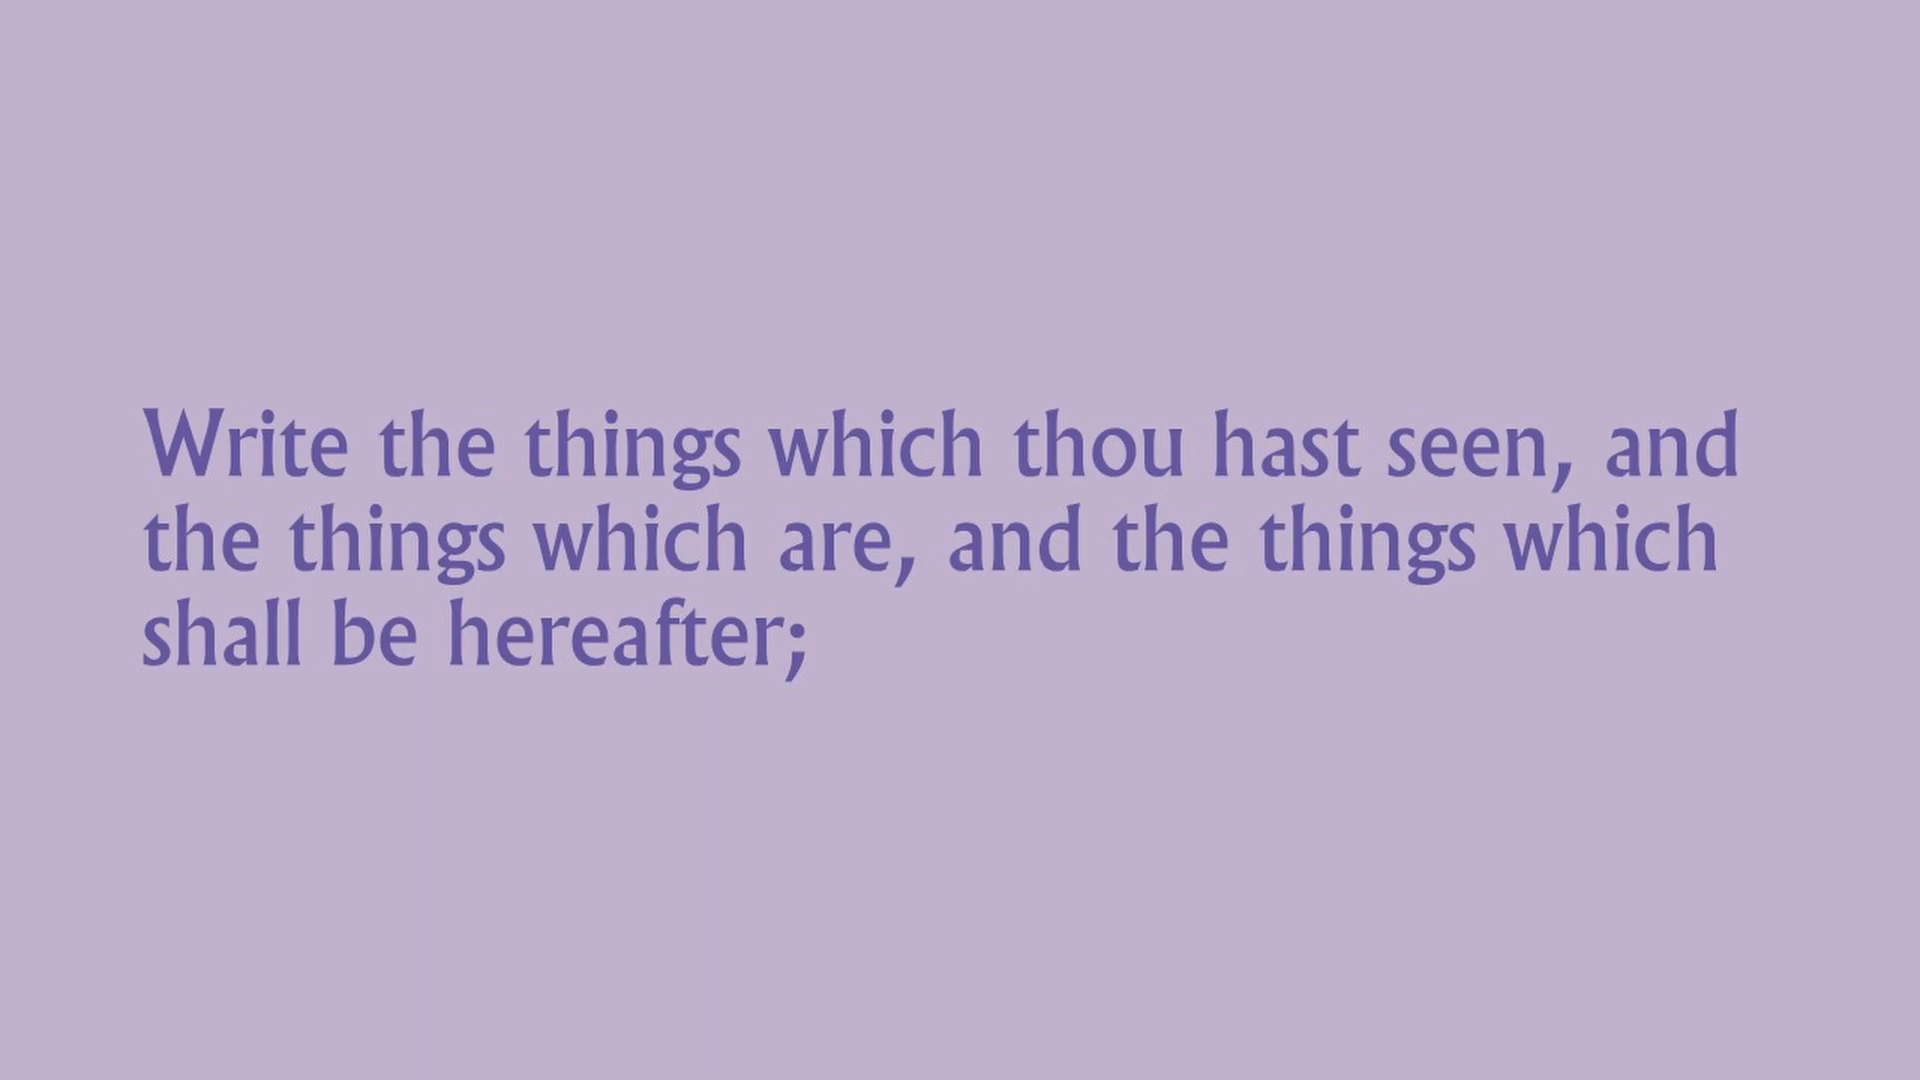 Write the things which thou hast seen, and
the things which are, and the things which
shall be hereafter;